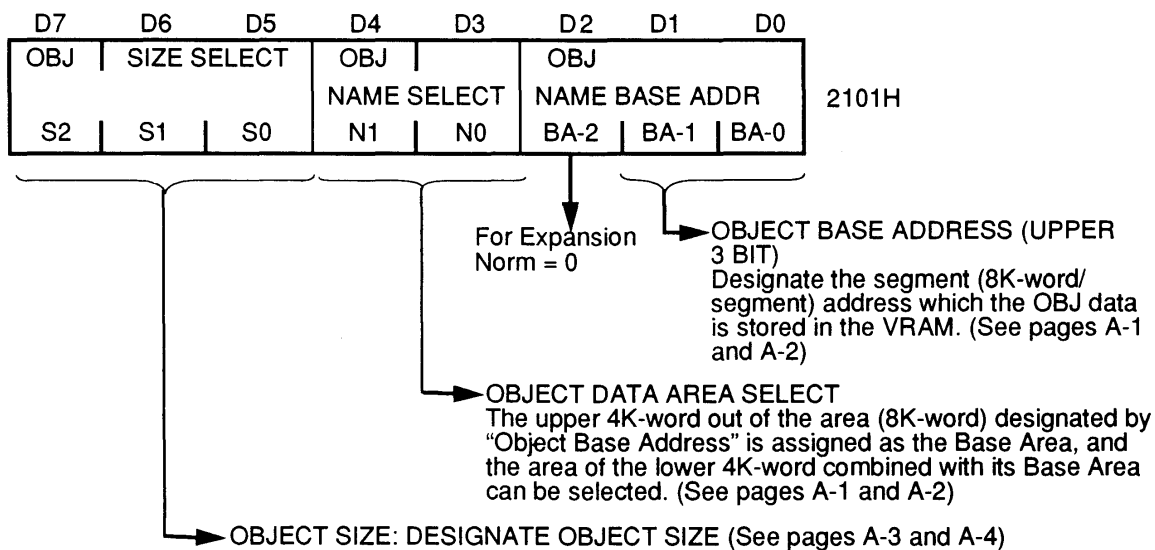 D7 D6 D5 D4 D3 D2 D1 D0
OBJ SIZE SELECT OBJ OBJ
NAME SELECT NAME BASE ADDR 2101H
S2 S1 S0 N1 N0 BA-2 BA-1 BA-0
For Expansion
Norm = 0
OBJECT BASE ADDRESS (UPPER
3 BIT)
Designate the segment (8K-word/
segment) address which the OBJ data
is stored in the VRAM. (See pages A-1
and A-2)
OBJECT DATA AREA SELECT
The upper 4K-word out of the area (8K-word) designated by
“Object Base Address” is assigned as the Base Area, and
the area of the lower 4K-word combined with its Base Area
can be selected. (See pages A-1 and A-2)
OBJECT SIZE: DESIGNATE OBJECT SIZE (See pages A-3 and A-4)